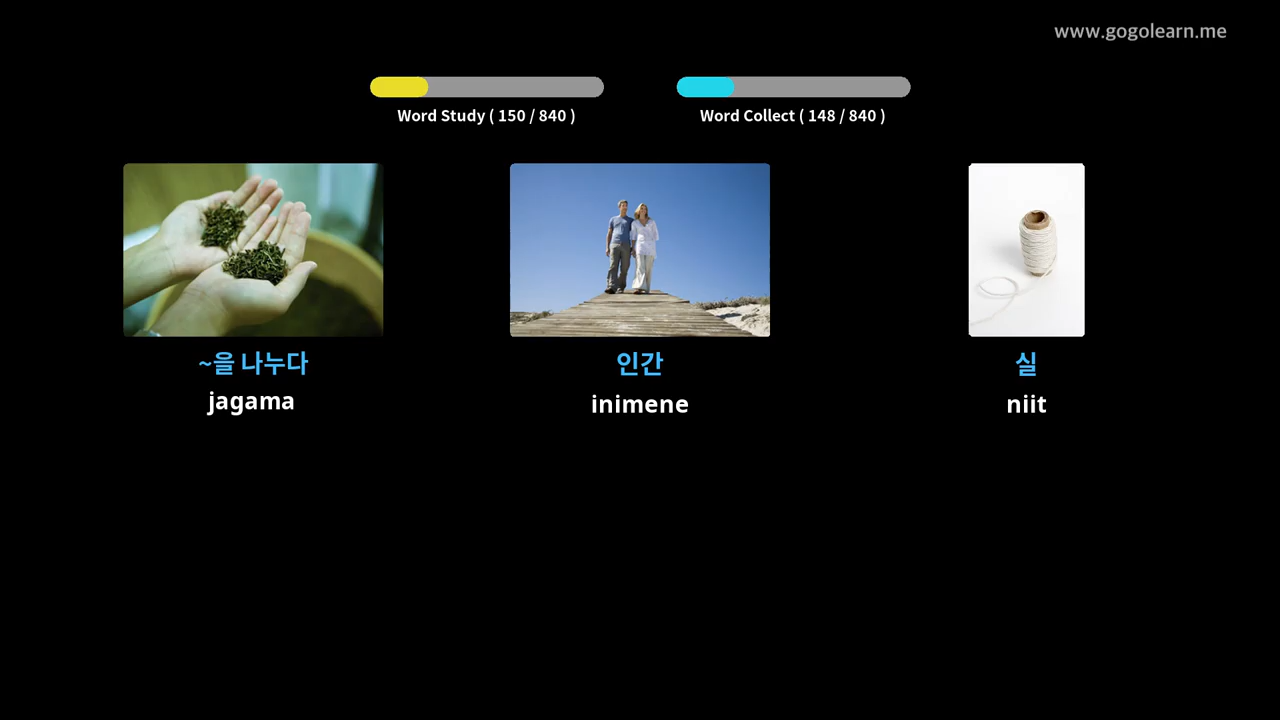 www.gogolearn.me
Word Study ( 150 / 840 )
Word Collect ( 148 / 840 )
~을 나누다
jagama
인간
inimene
실
niit